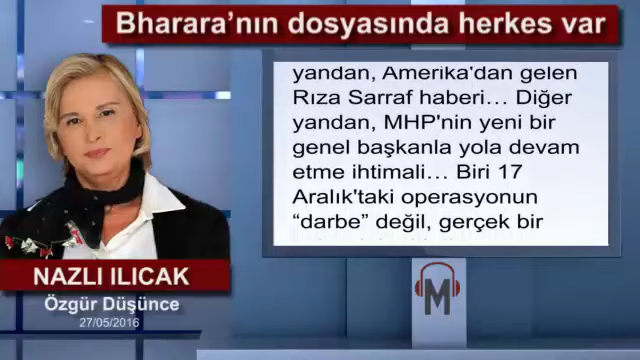 Bharara’nın dosyasında herkes var
yandan, Amerika'dan gelen
Rıza Sarraf haberi… Diğer
yandan, MHP'nin yeni bir
genel başkanla yola devam
etme ihtimali… Biri 17
Aralık'taki operasyonun
“darbe” değil, gerçek bir
NAZLI ILICAK
Özgür Düşünce
27/05/2016
M